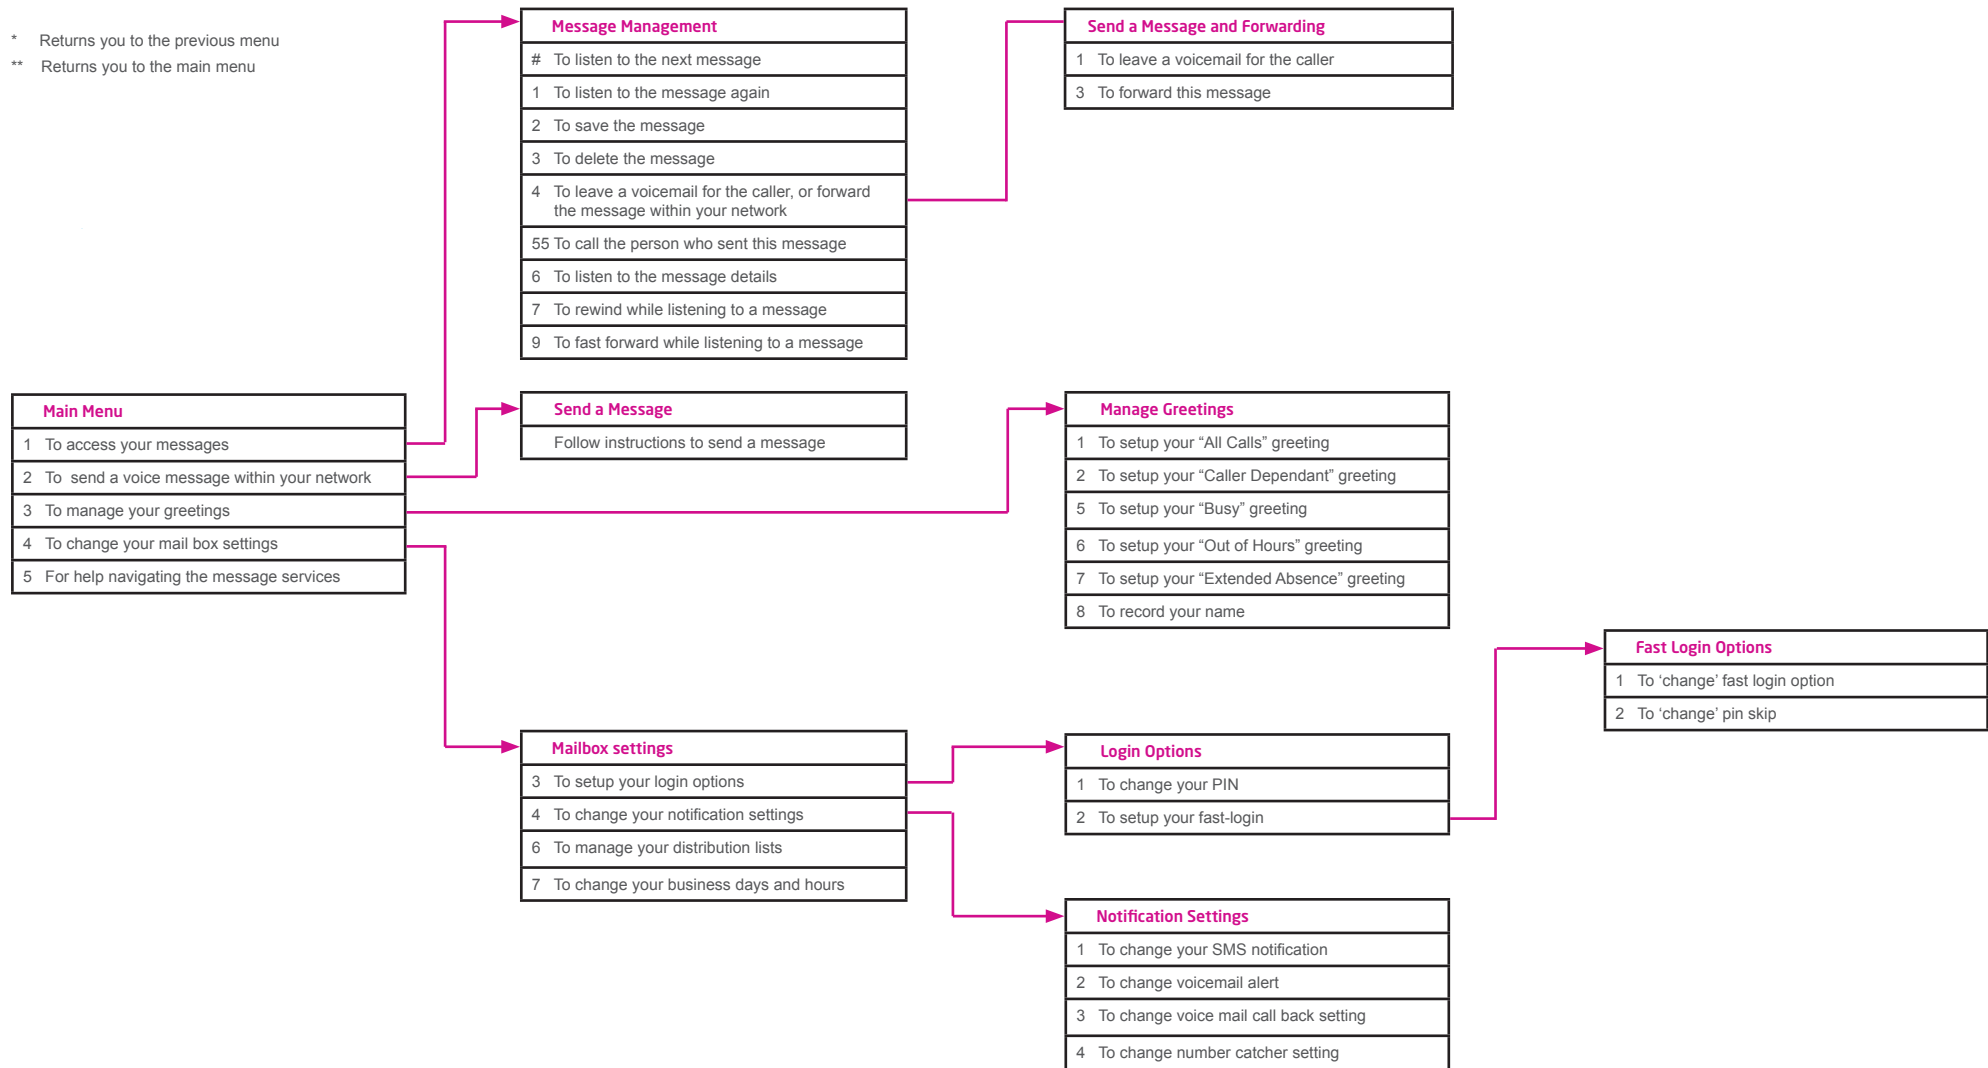 * Returns you to the previous menu
** Returns you to the main menu
Message Management
# To listen to the next message
1 To listen to the message again
2 To save the message
3 To delete the message
4 To leave a voicemail for the caller, or forward
the message within your network
55 To call the person who sent this message
6 To listen to the message details
7 To rewind while listening to a message
9 To fast forward while listening to a message
Send a Message and Forwarding
1 To leave a voicemail for the caller
3 To forward this message
Main Menu
1 To access your messages
2 To send a voice message within your network
3 To manage your greetings
4 To change your mail box settings
5 For help navigating the message services
Send a Message
Follow instructions to send a message
Manage Greetings
1 To setup your “All Calls” greeting
2 To setup your “Caller Dependant” greeting
5 To setup your “Busy” greeting
6 To setup your “Out of Hours” greeting
7 To setup your “Extended Absence” greeting
8 To record your name
Mailbox settings
3 To setup your login options
4 To change your notification settings
6 To manage your distribution lists
7 To change your business days and hours
Login Options
1 To change your PIN
2 To setup your fast-login
Fast Login Options
1 To ‘change’ fast login option
2 To ‘change’ pin skip
Notification Settings
1 To change your SMS notification
2 To change voicemail alert
3 To change voice mail call back setting
4 To change number catcher setting